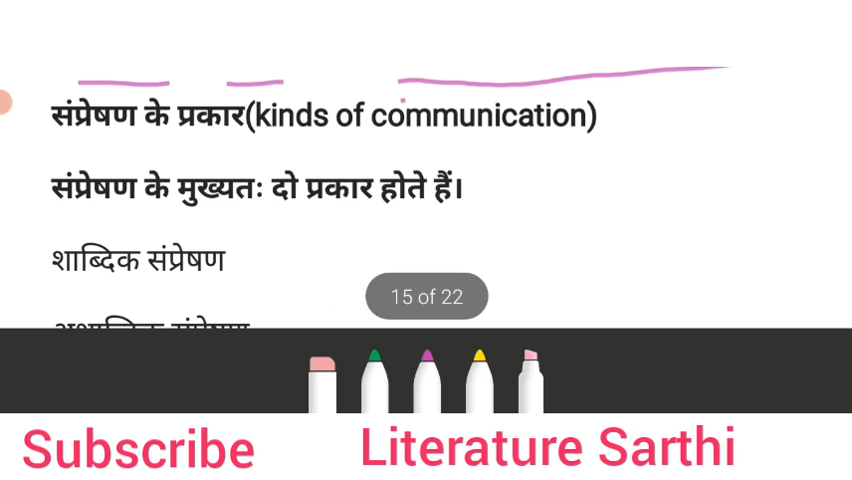 संप्रेषण के प्रकार(kinds of communication)
संप्रेषण के मुख्यतः दो प्रकार होते हैं।
शाब्दिक संप्रेषण
15 of 22
Subscribe Literature Sarthi